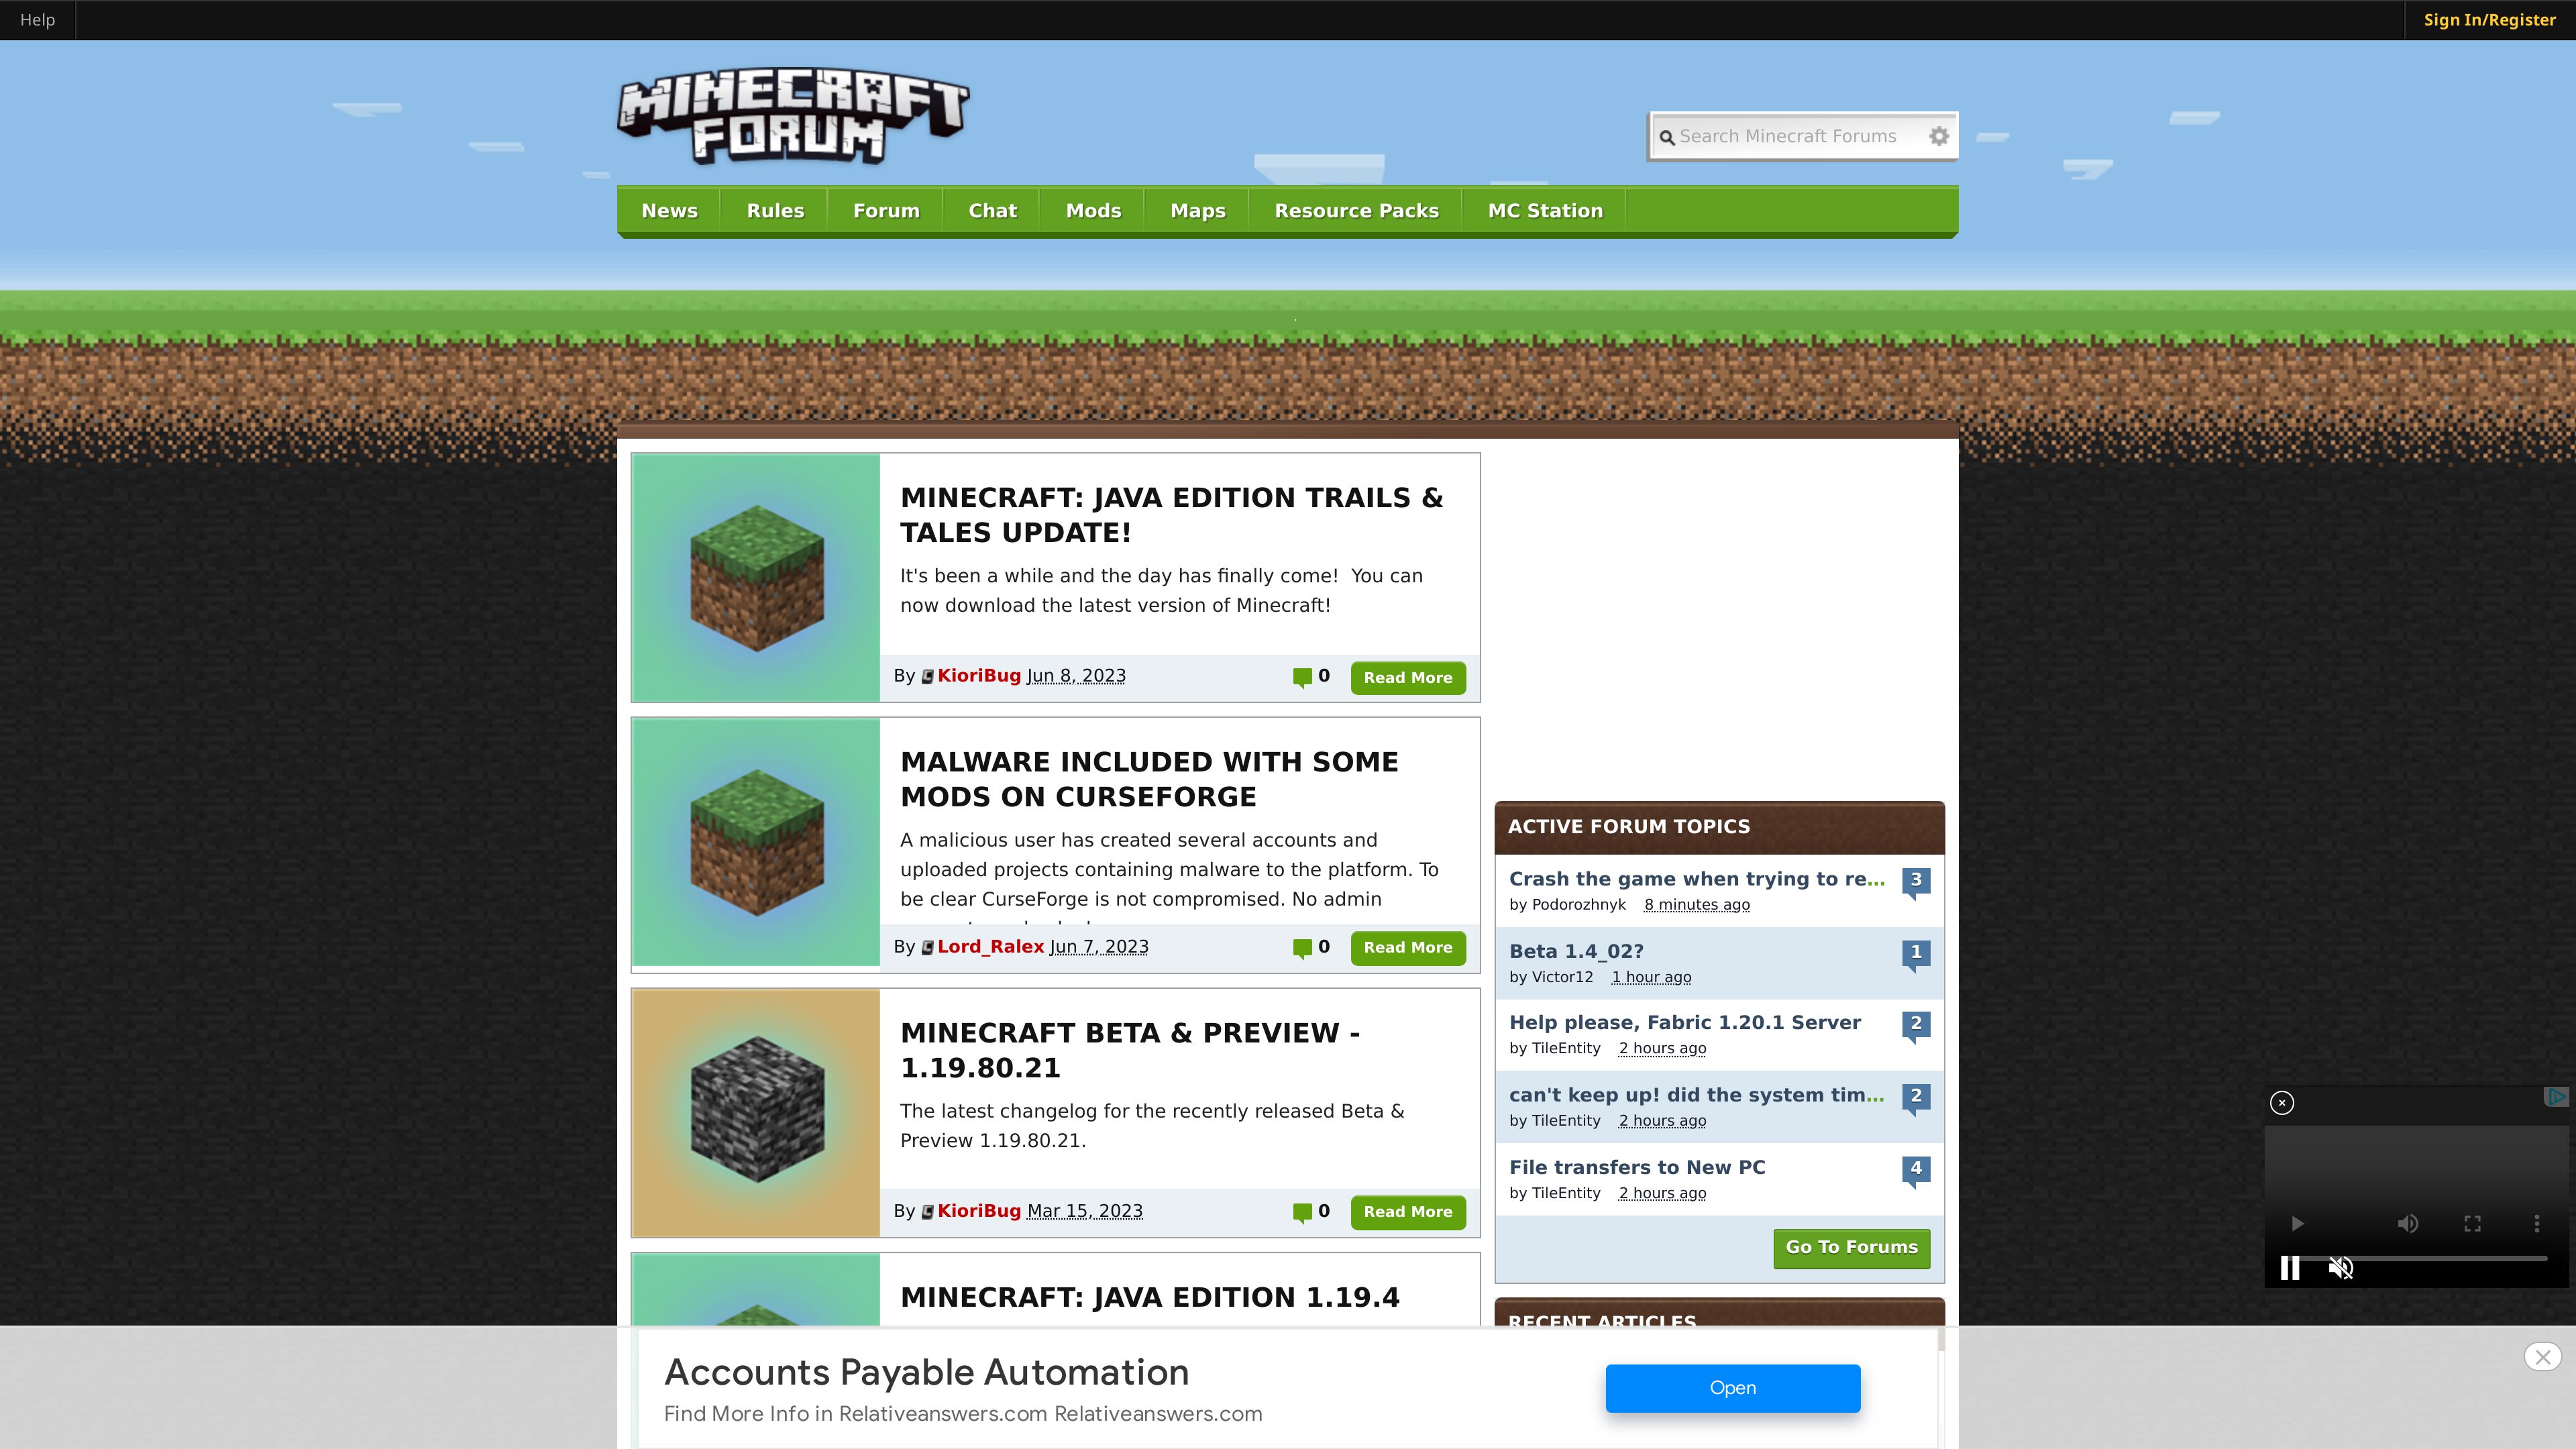 Help
Sign In/Register
MINECRAFT
FORUM
Search Minecraft Forums
News Rules Forum Chat Mods Maps Resource Packs MC Station
MINECRAFT: JAVA EDITION TRAILS &
TALES UPDATE!
It's been a while and the day has finally come!  You can
now download the latest version of Minecraft!
By KioriBug Jun 8, 2023 0 Read More
MALWARE INCLUDED WITH SOME
MODS ON CURSEFORGE
A malicious user has created several accounts and
uploaded projects containing malware to the platform. To
be clear CurseForge is not compromised. No admin
By Lord_Ralex Jun 7, 2023 0 Read More
MINECRAFT BETA & PREVIEW -
1.19.80.21
The latest changelog for the recently released Beta &
Preview 1.19.80.21.
By KioriBug Mar 15, 2023 0 Read More
MINECRAFT: JAVA EDITION 1.19.4
ACTIVE FORUM TOPICS
Crash the game when trying to re... 3
by Podorozhnyk 8 minutes ago
Beta 1.4_02? 1
by Victor12 1 hour ago
Help please, Fabric 1.20.1 Server 2
by TileEntity 2 hours ago
can't keep up! did the system tim... 2
by TileEntity 2 hours ago
File transfers to New PC 4
by TileEntity 2 hours ago
Go To Forums
RECENT ARTICLES
Accounts Payable Automation
Find More Info in Relativeanswers.com Relativeanswers.com
Open